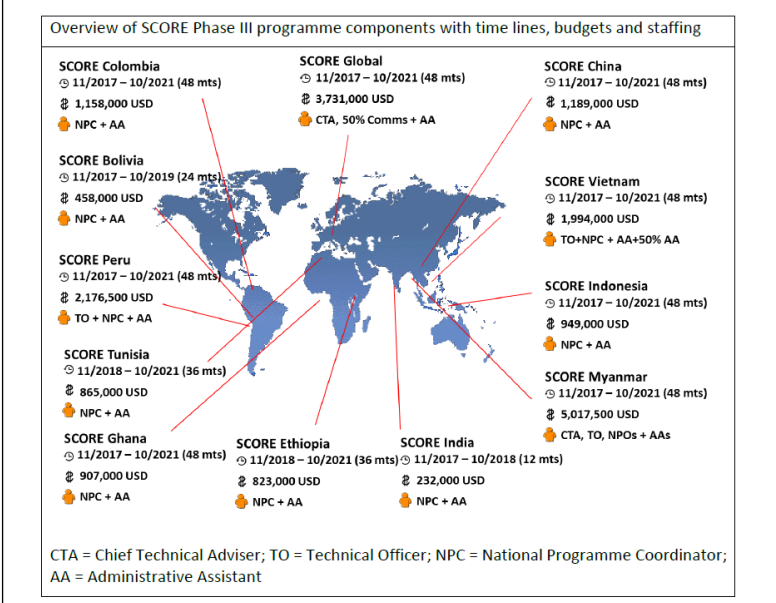 Overview of SCORE Phase III programme components with time lines, budgets and staffing
SCORE Colombia
11/2017 – 10/2021 (48 mts)
1,158,000 USD
NPC + AA
SCORE Global
11/2017 – 10/2021 (48 mts)
3,731,000 USD
CTA, 50% Comms + AA
SCORE China
11/2017 – 10/2021 (48 mts)
1,189,000 USD
NPC + AA
SCORE Bolivia
11/2017 – 10/2019 (24 mts)
458,000 USD
NPC + AA
SCORE Vietnam
11/2017 – 10/2021 (48 mts)
1,994,000 USD
TO+NPC + AA+50% AA
SCORE Peru
11/2017 – 10/2021 (48 mts)
2,176,500 USD
TO + NPC + AA
SCORE Indonesia
11/2017 – 10/2021 (48 mts)
949,000 USD
NPC + AA
SCORE Tunisia
11/2018 – 10/2021 (36 mts)
865,000 USD
NPC + AA
SCORE Myanmar
11/2017 – 10/2021 (48 mts)
5,017,500 USD
CTA, TO, NPOs + AAs
SCORE Ghana
11/2017 – 10/2021 (48 mts)
907,000 USD
NPC + AA
SCORE Ethiopia
11/2018 – 10/2021 (36 mts)
823,000 USD
NPC + AA
SCORE India
11/2017 – 10/2018 (12 mts)
232,000 USD
NPC + AA
CTA = Chief Technical Adviser; TO = Technical Officer; NPC = National Programme Coordinator;
AA = Administrative Assistant